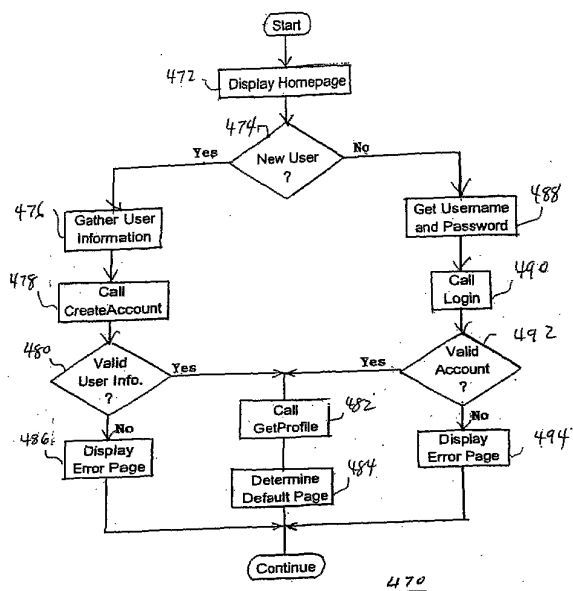 Start
472
Display Homepage
474
New User
?
Yes
No
476
Gather User
Information
Get Username
and Password
488
478
Call
CreateAccount
Call
Login
490
480
Valid
User Info.
?
Yes
Yes
Valid
Account
?
492
Call
GetProfile
482
No
No
486
Display
Error Page
Display
Error Page
494
Determine
Default Page
484
Continue
470